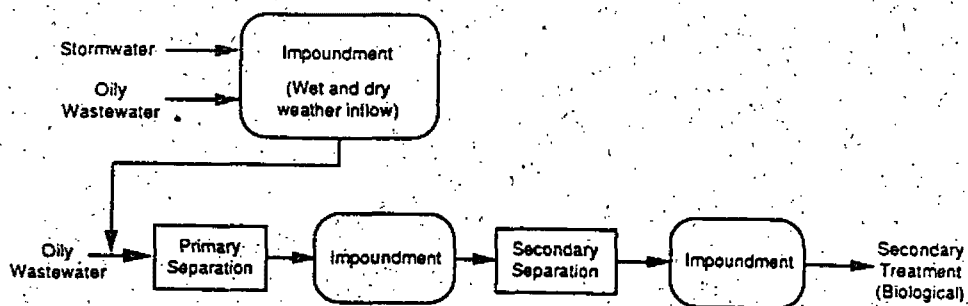 Stormwater
Oily
Wastewater
Impoundment
(Wet and dry
weather inflow)
Oily
Wastewater
Primary
Separation
Impoundment
Secondary
Separation
Impoundment
Secondary
Treatment
(Biological)